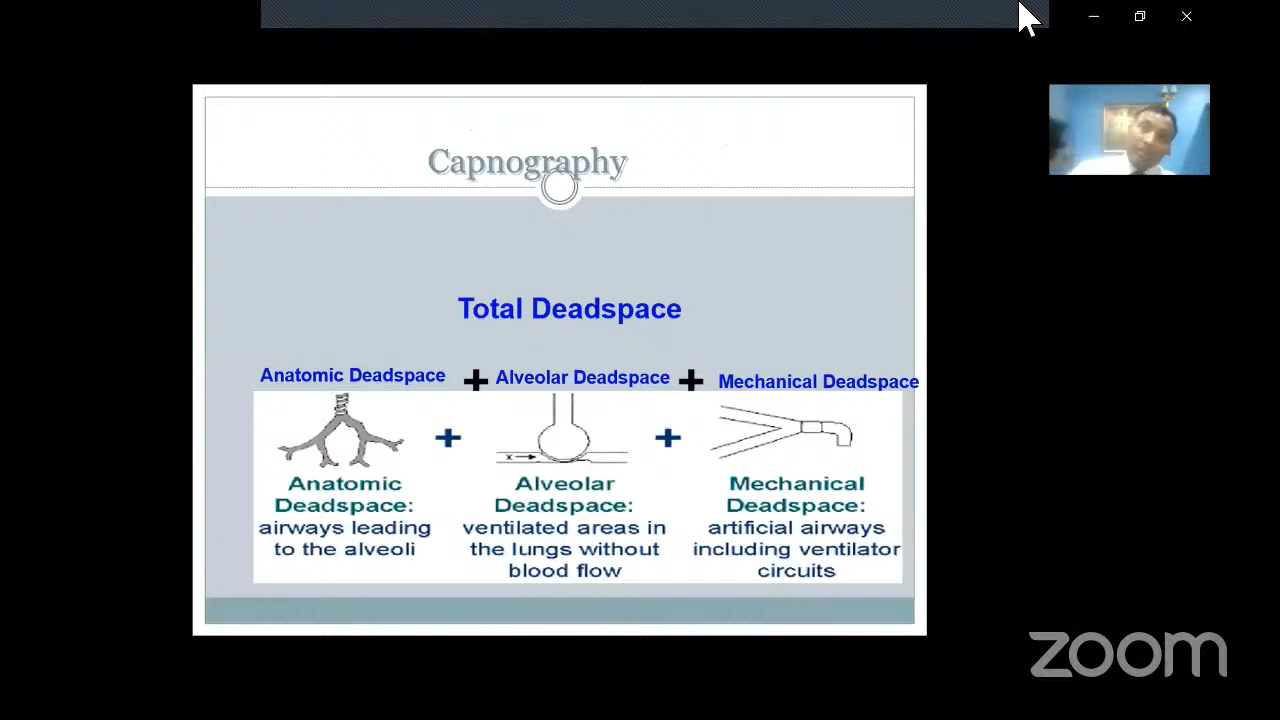 Capnography
Total Deadspace
Anatomic Deadspace + Alveolar Deadspace + Mechanical Deadspace
+ +
x
Anatomic Deadspace: airways leading to the alveoli
Alveolar Deadspace: ventilated areas in the lungs without blood flow
Mechanical Deadspace: artificial airways including ventilator circuits
zoom